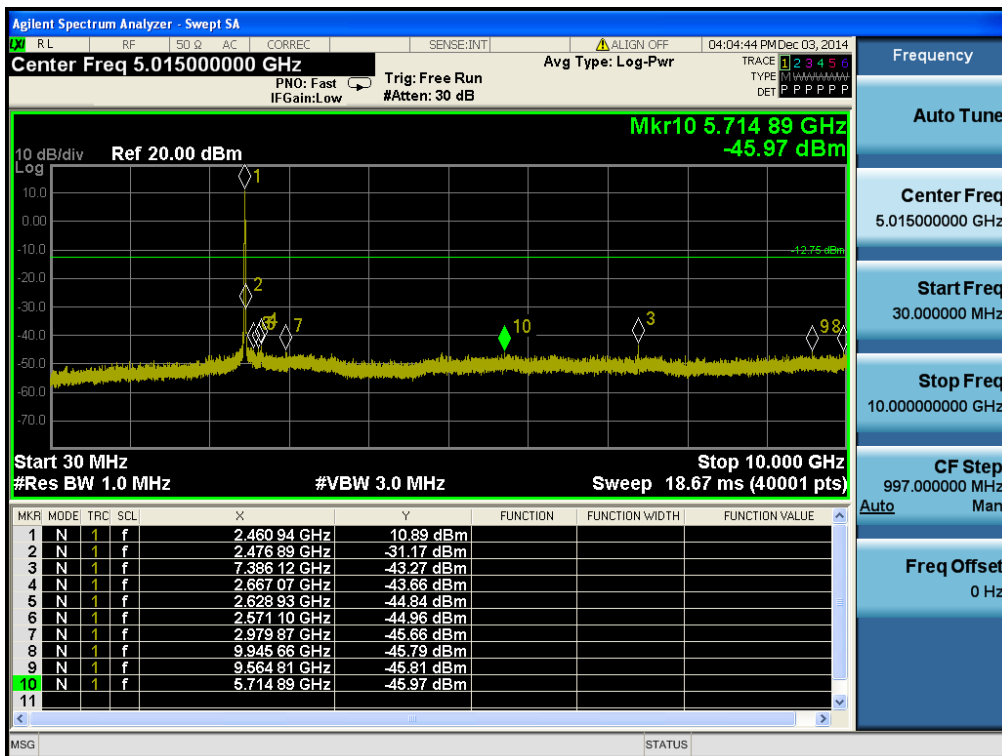 Agilent Spectrum Analyzer - Swept SA
LXI RL RF 50 Ω AC CORREC SENSE:INT ALIGN OFF 04:04:44 PM Dec 03, 2014
Center Freq 5.015000000 GHz
PNO: Fast
IFGain:Low
Trig: Free Run
#Atten: 30 dB
Avg Type: Log-Pwr
TRACE 1 2 3 4 5 6
TYPE M WWWWW
DET P P P P P P
Mkr10 5.714 89 GHz
-45.97 dBm
10 dB/div Ref 20.00 dBm
Log
10.0
0.00
-10.0
-20.0
-30.0
-40.0
-50.0
-60.0
-70.0
-12.75 dBm
1
2
4
7
10
3
9 8
Start 30 MHz Stop 10.000 GHz
#Res BW 1.0 MHz #VBW 3.0 MHz Sweep 18.67 ms (40001 pts)
MKR MODE TRC SCL X Y FUNCTION FUNCTION WIDTH FUNCTION VALUE
1 N 1 f 2.460 94 GHz 10.89 dBm
2 N 1 f 2.476 89 GHz -31.17 dBm
3 N 1 f 7.386 12 GHz -43.27 dBm
4 N 1 f 2.667 07 GHz -43.66 dBm
5 N 1 f 2.628 93 GHz -44.84 dBm
6 N 1 f 2.571 10 GHz -44.96 dBm
7 N 1 f 2.979 87 GHz -45.66 dBm
8 N 1 f 9.945 66 GHz -45.79 dBm
9 N 1 f 9.564 81 GHz -45.81 dBm
10 N 1 f 5.714 89 GHz -45.97 dBm
11
MSG STATUS
Frequency
Auto Tune
Center Freq
5.015000000 GHz
Start Freq
30.000000 MHz
Stop Freq
10.000000000 GHz
CF Step
997.000000 MHz
Auto Man
Freq Offset
0 Hz